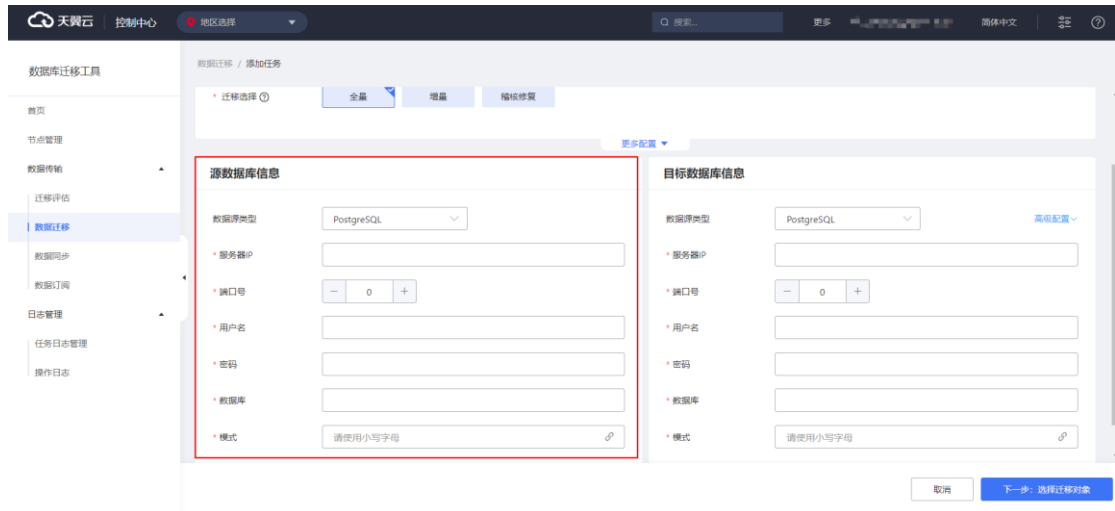 天翼云 控制中心 地区选择 搜索... 更多 简体中文
数据库迁移工具
首页
节点管理
数据传输
迁移评估
数据迁移
数据同步
数据订阅
日志管理
任务日志管理
操作日志
数据迁移 / 添加任务
* 迁移选择 全量 增量 稽核修复
更多配置
源数据库信息
数据源类型 PostgreSQL
* 服务器IP
* 端口号 − 0 +
* 用户名
* 密码
* 数据库
* 模式 请使用小写字母
目标数据库信息
数据源类型 PostgreSQL 高级配置
* 服务器IP
* 端口号 − 0 +
* 用户名
* 密码
* 数据库
* 模式 请使用小写字母
取消 下一步：选择迁移对象